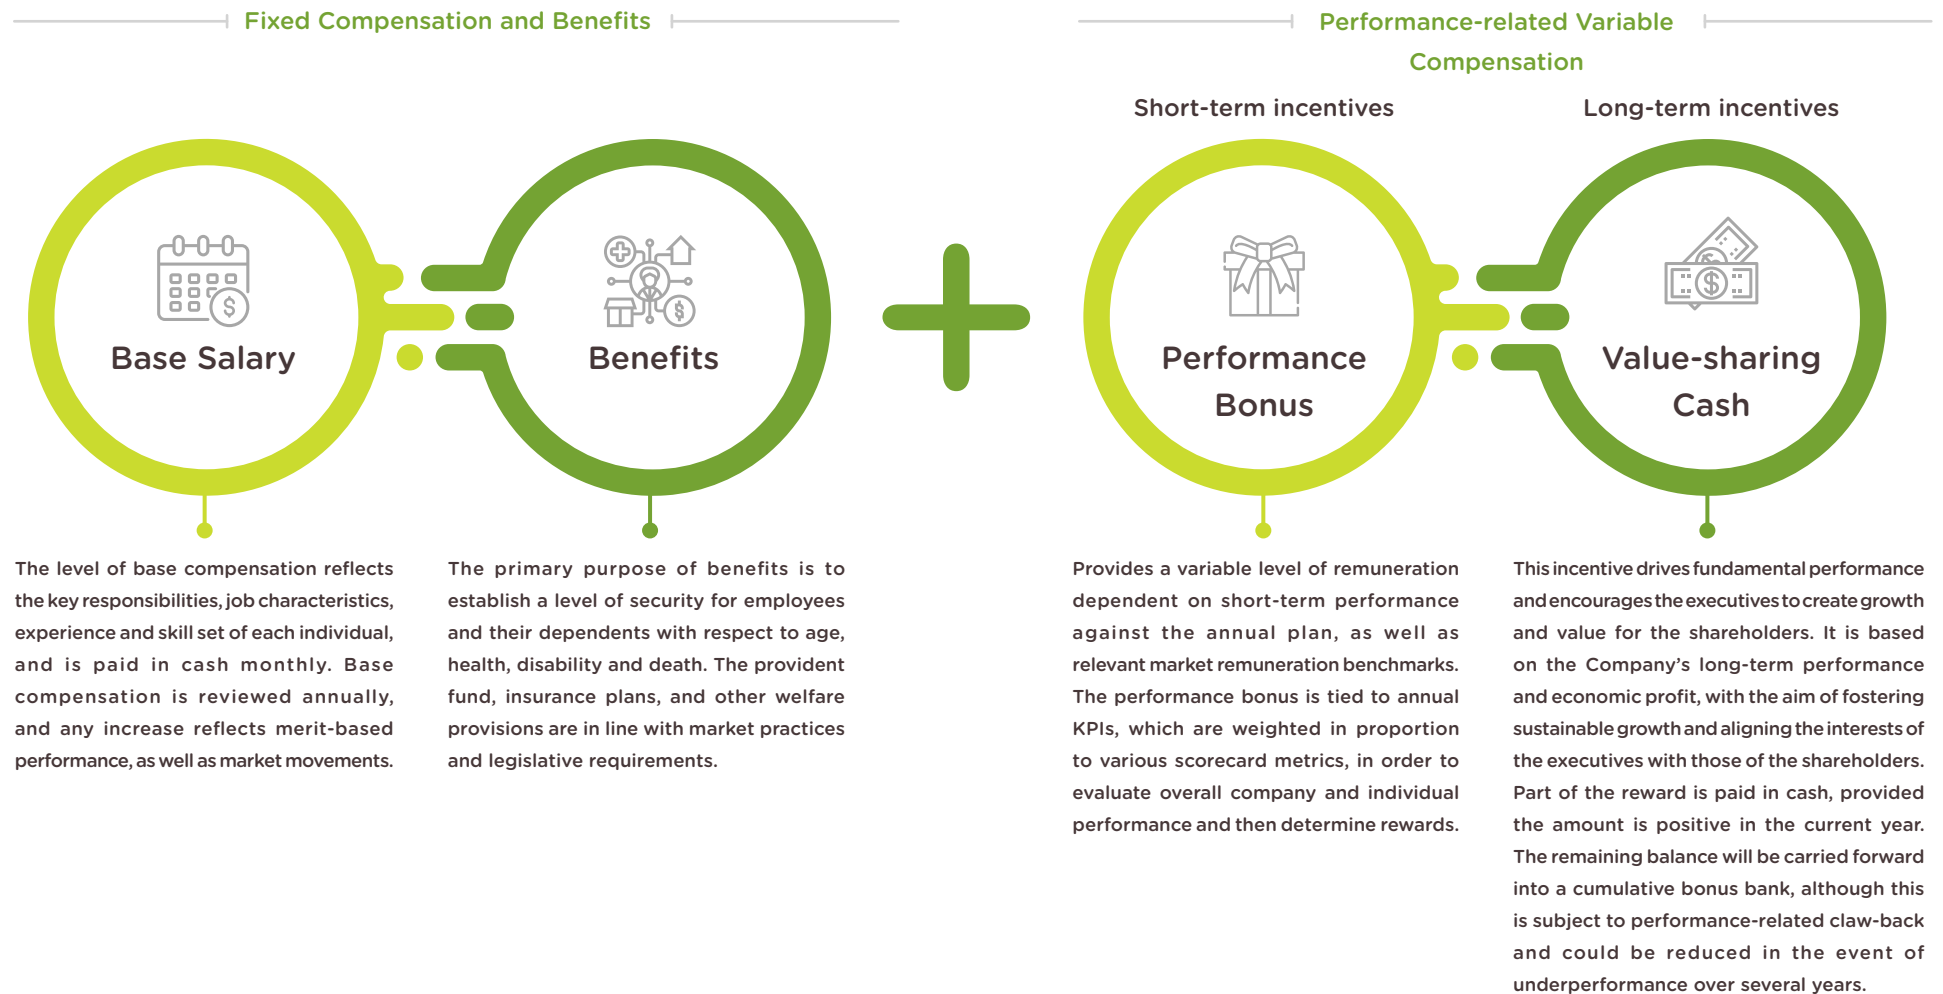 Fixed Compensation and Benefits
Performance-related Variable
Compensation
Short-term incentives
Long-term incentives
Base Salary
Benefits
Performance
Bonus
Value-sharing
Cash
The level of base compensation reflects
the key responsibilities, job characteristics,
experience and skill set of each individual,
and is paid in cash monthly. Base
compensation is reviewed annually,
and any increase reflects merit-based
performance, as well as market movements.
The primary purpose of benefits is to
establish a level of security for employees
and their dependents with respect to age,
health, disability and death. The provident
fund, insurance plans, and other welfare
provisions are in line with market practices
and legislative requirements.
Provides a variable level of remuneration
dependent on short-term performance
against the annual plan, as well as
relevant market remuneration benchmarks.
The performance bonus is tied to annual
KPIs, which are weighted in proportion
to various scorecard metrics, in order to
evaluate overall company and individual
performance and then determine rewards.
This incentive drives fundamental performance
and encourages the executives to create growth
and value for the shareholders. It is based
on the Company’s long-term performance
and economic profit, with the aim of fostering
sustainable growth and aligning the interests of
the executives with those of the shareholders.
Part of the reward is paid in cash, provided
the amount is positive in the current year.
The remaining balance will be carried forward
into a cumulative bonus bank, although this
is subject to performance-related claw-back
and could be reduced in the event of
underperformance over several years.